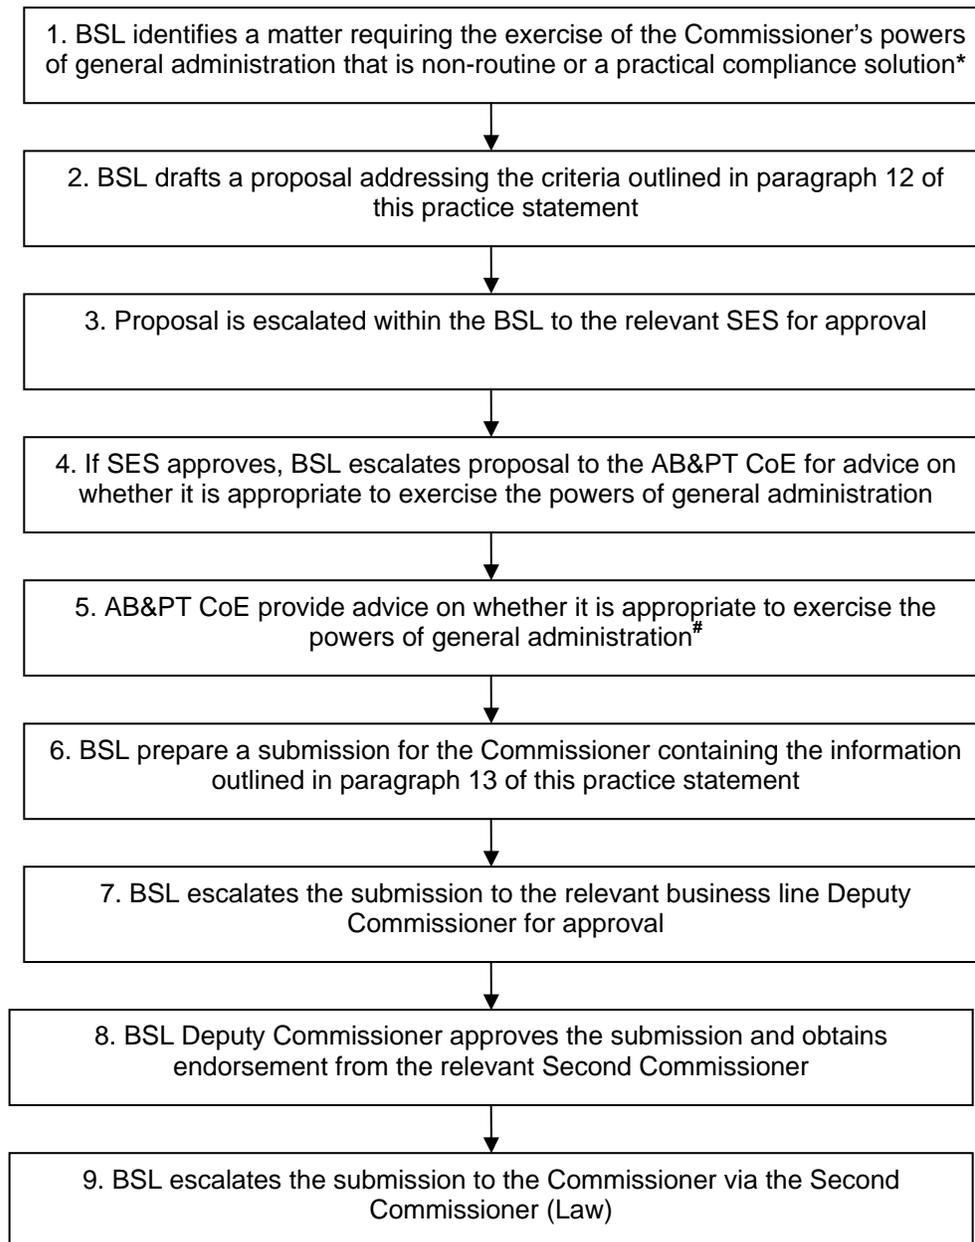 1. BSL identifies a matter requiring the exercise of the Commissioner’s powers
of general administration that is non-routine or a practical compliance solution*
2. BSL drafts a proposal addressing the criteria outlined in paragraph 12 of
this practice statement
3. Proposal is escalated within the BSL to the relevant SES for approval
4. If SES approves, BSL escalates proposal to the AB&PT CoE for advice on
whether it is appropriate to exercise the powers of general administration
5. AB&PT CoE provide advice on whether it is appropriate to exercise the
powers of general administration#
6. BSL prepare a submission for the Commissioner containing the information
outlined in paragraph 13 of this practice statement
7. BSL escalates the submission to the relevant business line Deputy
Commissioner for approval
8. BSL Deputy Commissioner approves the submission and obtains
endorsement from the relevant Second Commissioner
9. BSL escalates the submission to the Commissioner via the Second
Commissioner (Law)